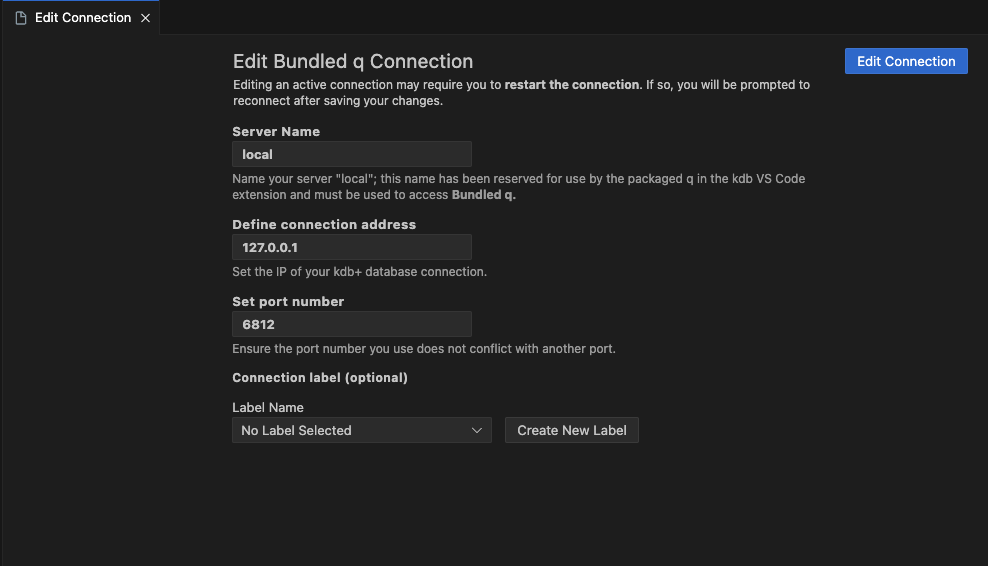 Edit Connection
Edit Bundled q Connection
Edit Connection
Editing an active connection may require you to restart the connection. If so, you will be prompted to
reconnect after saving your changes.
Server Name
local
Name your server "local"; this name has been reserved for use by the packaged q in the kdb VS Code
extension and must be used to access Bundled q.
Define connection address
127.0.0.1
Set the IP of your kdb+ database connection.
Set port number
6812
Ensure the port number you use does not conflict with another port.
Connection label (optional)
Label Name
No Label Selected
Create New Label